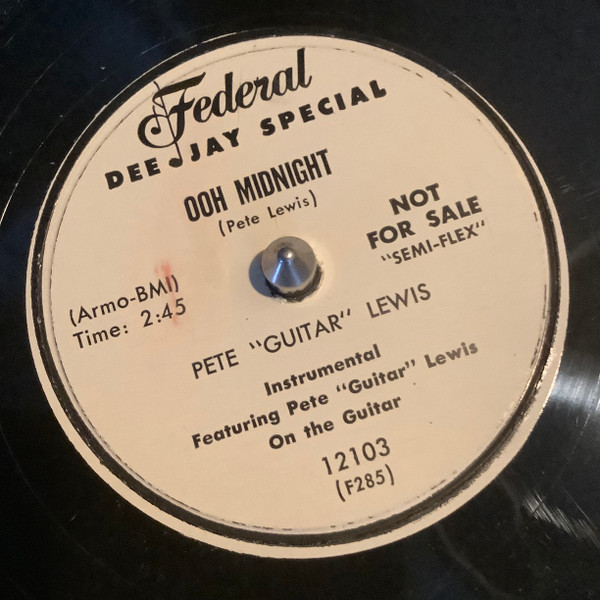 Federal
DEE JAY SPECIAL
OOH MIDNIGHT
(Pete Lewis)
NOT
FOR SALE
"SEMI-FLEX"
(Armo-BMI)
Time: 2:45
PETE "GUITAR" LEWIS
Instrumental
Featuring Pete "Guitar" Lewis
On the Guitar
12103
(F285)